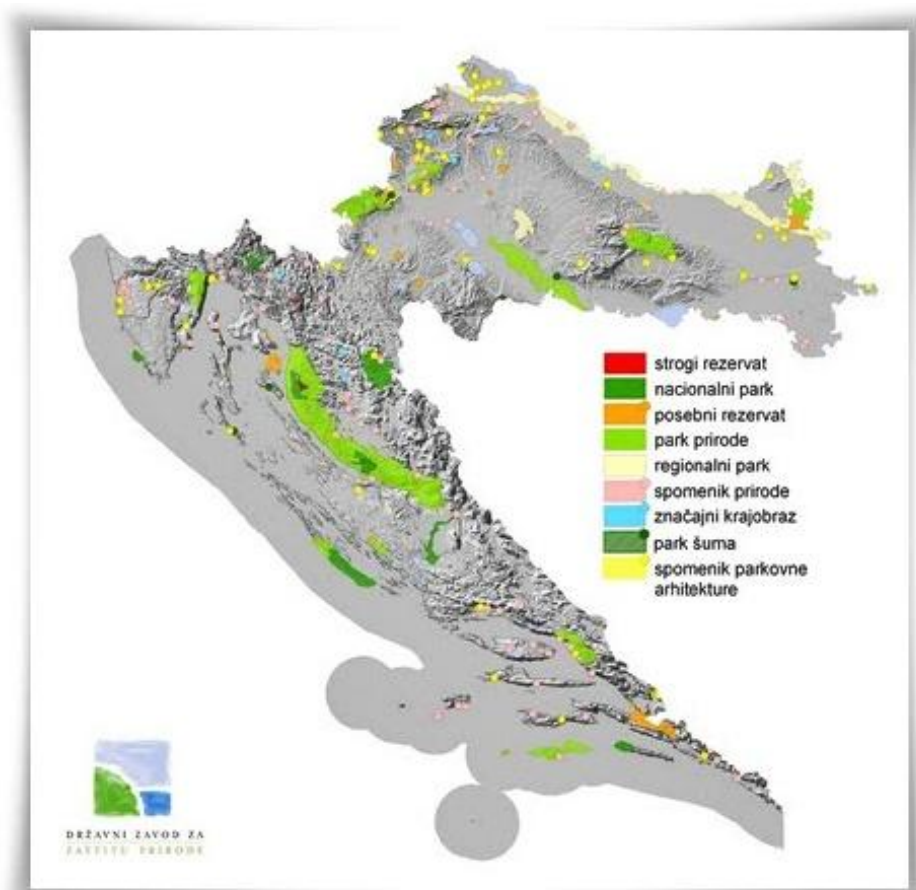 strogi rezervat
nacionalni park
posebni rezervat
park prirode
regionalni park
spomenik prirode
značajni krajobraz
park šuma
spomenik parkovne
arhitekture
DRŽAVNI ZAVOD ZA
ZAŠTITU PRIRODE